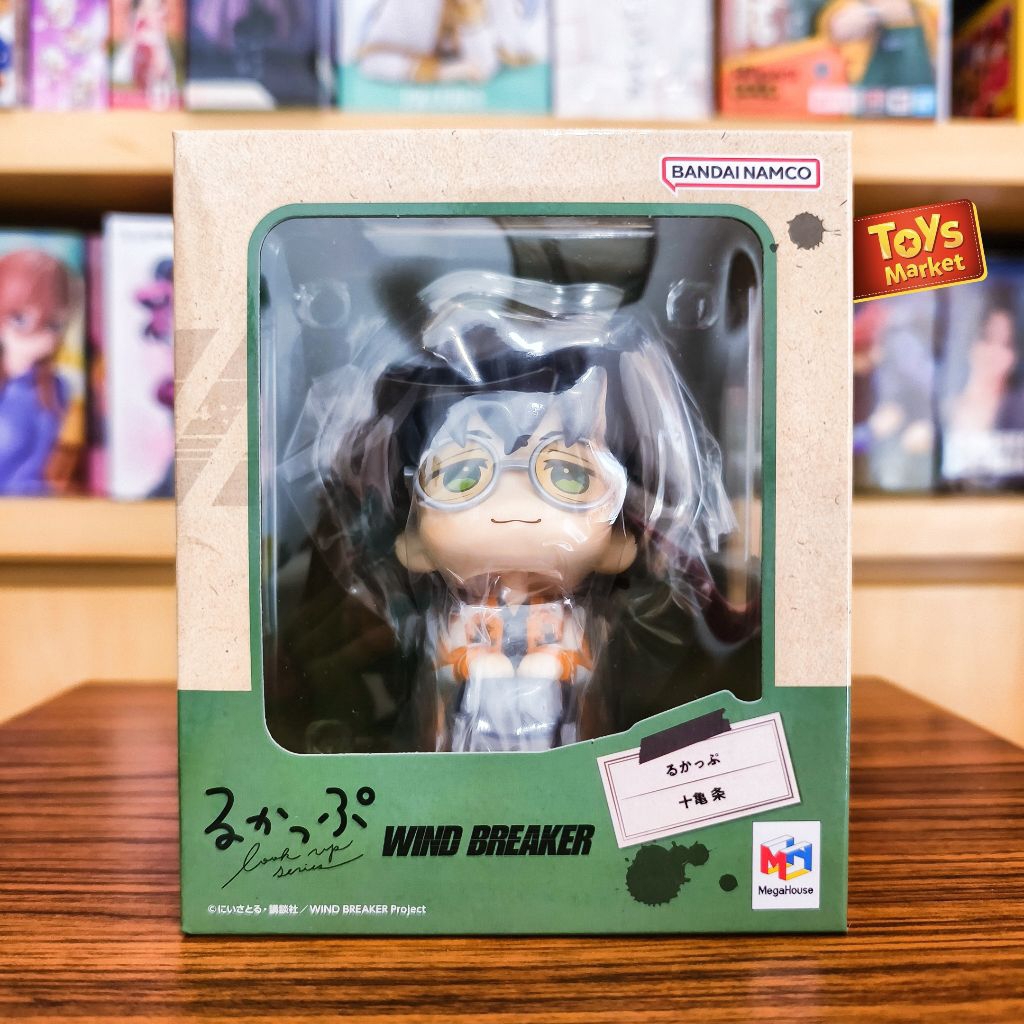 BANDAI NAMCO
TOYS
Market
るかっぷ
十亀 条
るかっぷ
look up
series
WIND BREAKER
MegaHouse
©にいさとる・講談社／WIND BREAKER Project